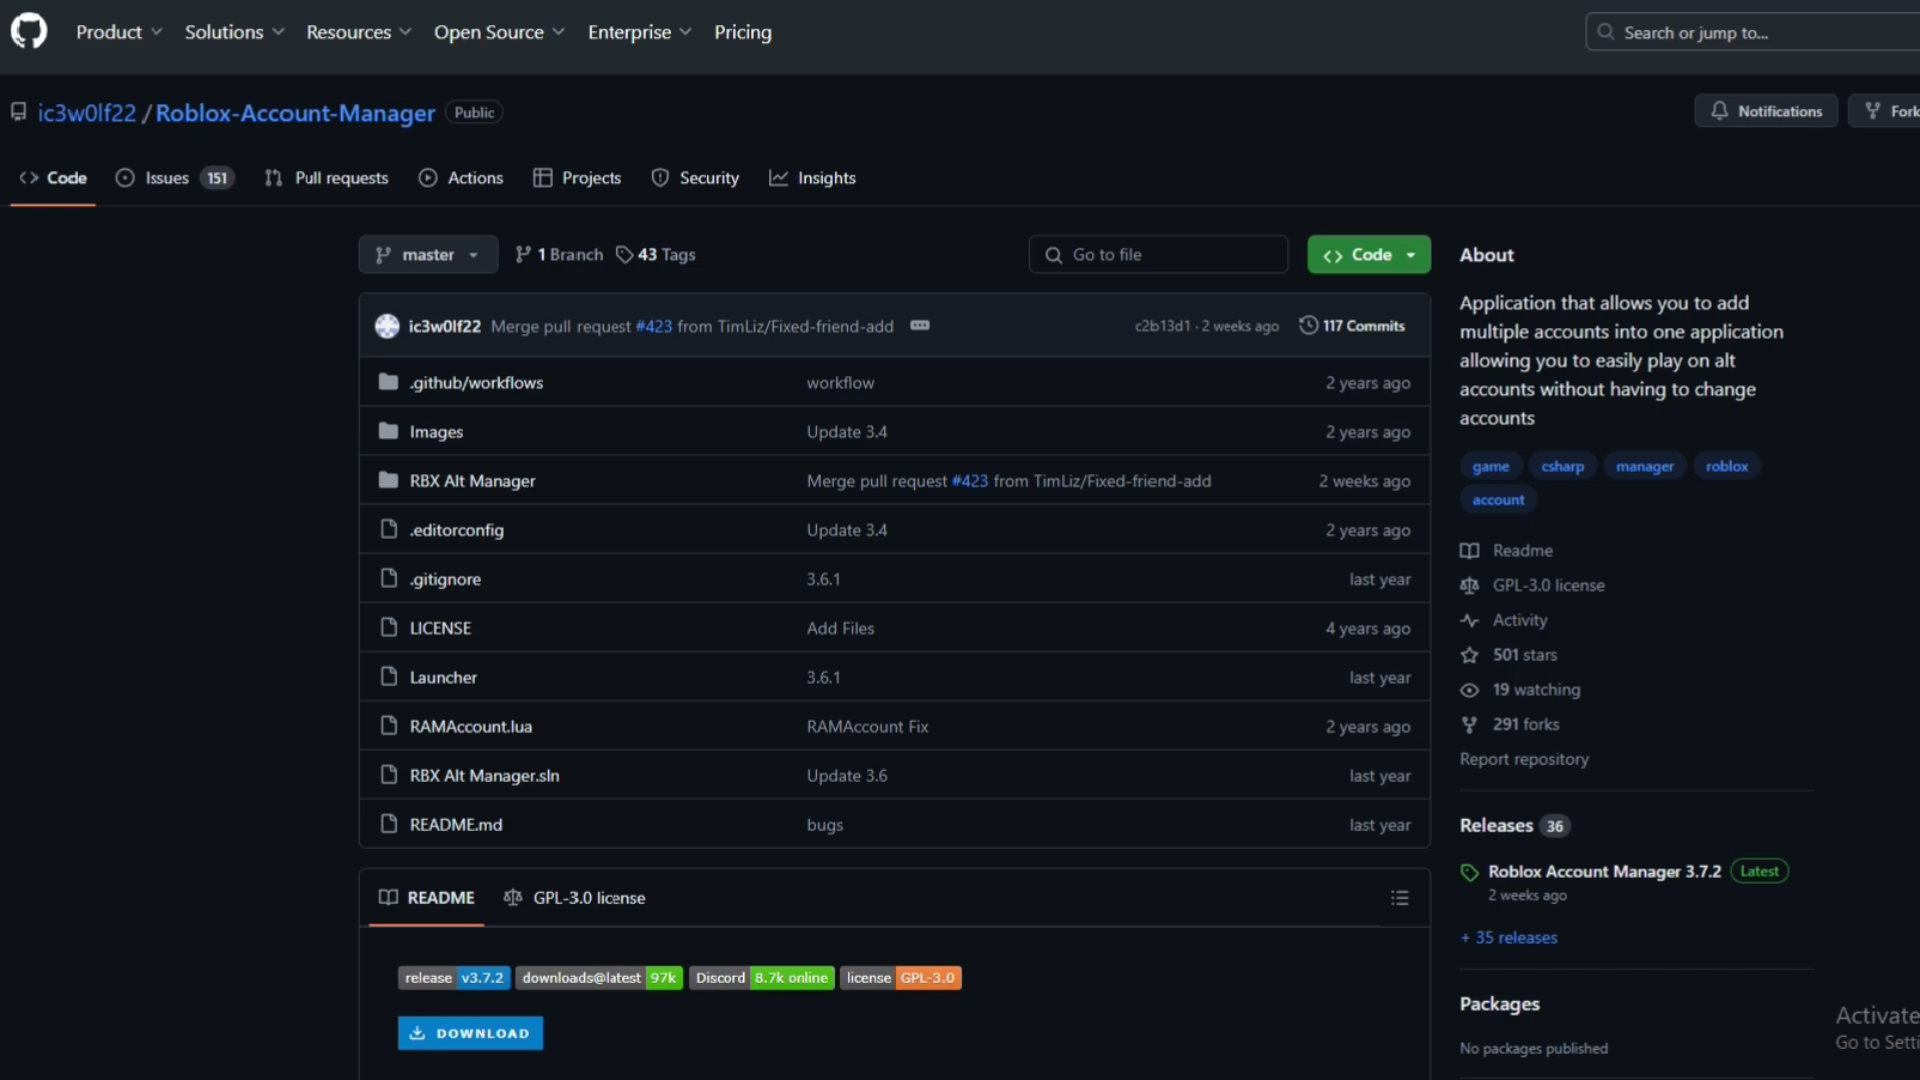 Product Solutions Resources Open Source Enterprise Pricing Search or jump to...
ic3w0lf22 / Roblox-Account-Manager Public Notifications Fork
Code Issues 151 Pull requests Actions Projects Security Insights
master 1 Branch 43 Tags Go to file Code
ic3w0lf22 Merge pull request #423 from TimLiz/Fixed-friend-add c2b13d1 · 2 weeks ago 117 Commits
.github/workflows workflow 2 years ago
Images Update 3.4 2 years ago
RBX Alt Manager Merge pull request #423 from TimLiz/Fixed-friend-add 2 weeks ago
.editorconfig Update 3.4 2 years ago
.gitignore 3.6.1 last year
LICENSE Add Files 4 years ago
Launcher 3.6.1 last year
RAMAccount.lua RAMAccount Fix 2 years ago
RBX Alt Manager.sln Update 3.6 last year
README.md bugs last year
README GPL-3.0 license
release v3.7.2 downloads@latest 97k Discord 8.7k online license GPL-3.0
DOWNLOAD
About
Application that allows you to add
multiple accounts into one application
allowing you to easily play on alt
accounts without having to change
accounts
game csharp manager roblox
account
Readme
GPL-3.0 license
Activity
501 stars
19 watching
291 forks
Report repository
Releases 36
Roblox Account Manager 3.7.2 Latest
2 weeks ago
+ 35 releases
Packages
No packages published
Activate
Go to Setti